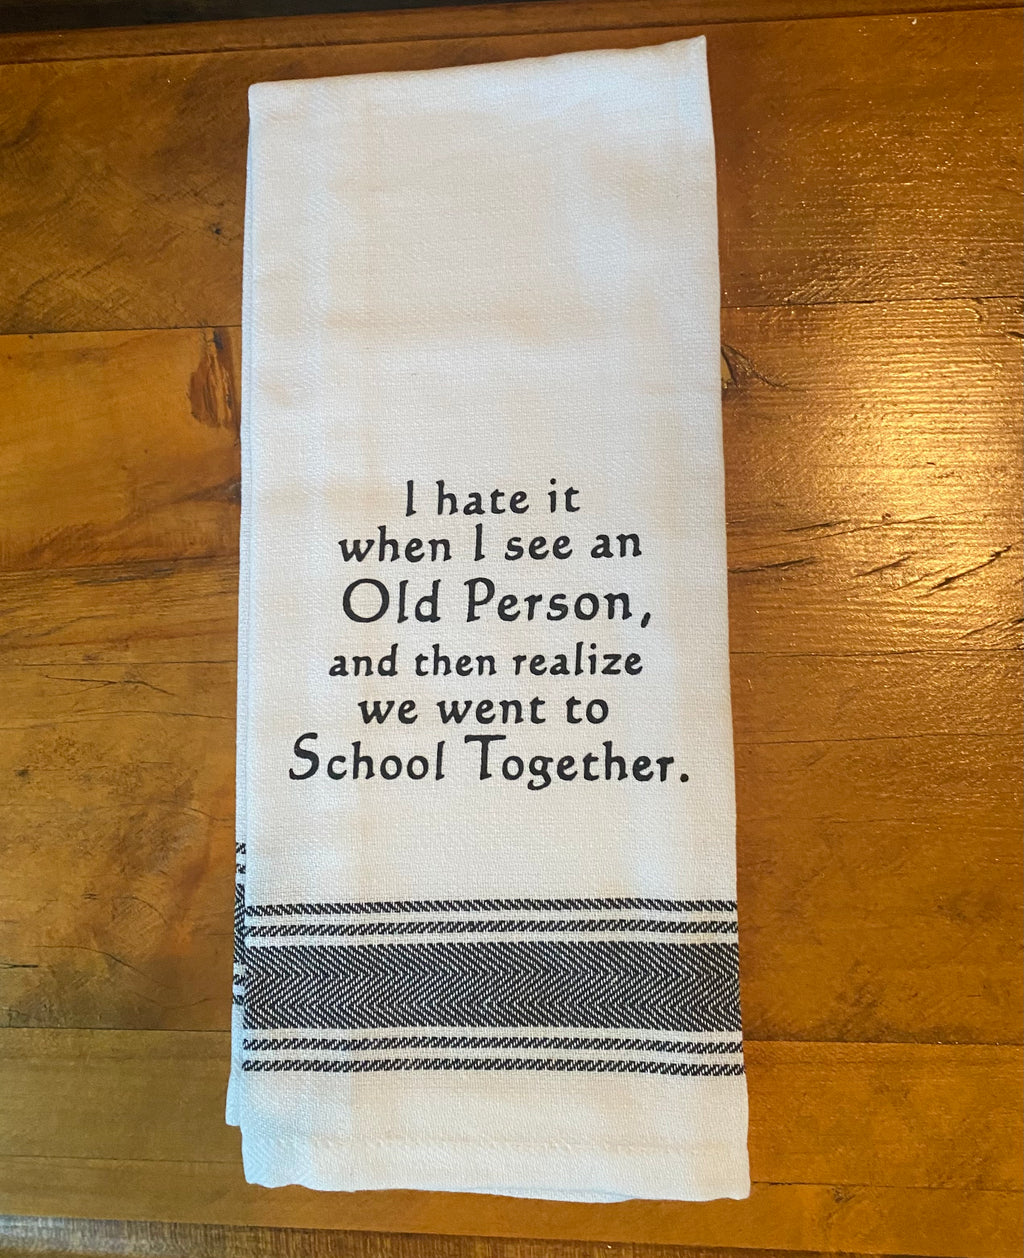 I hate it
when I see an
Old Person,
and then realize
we went to
School Together.